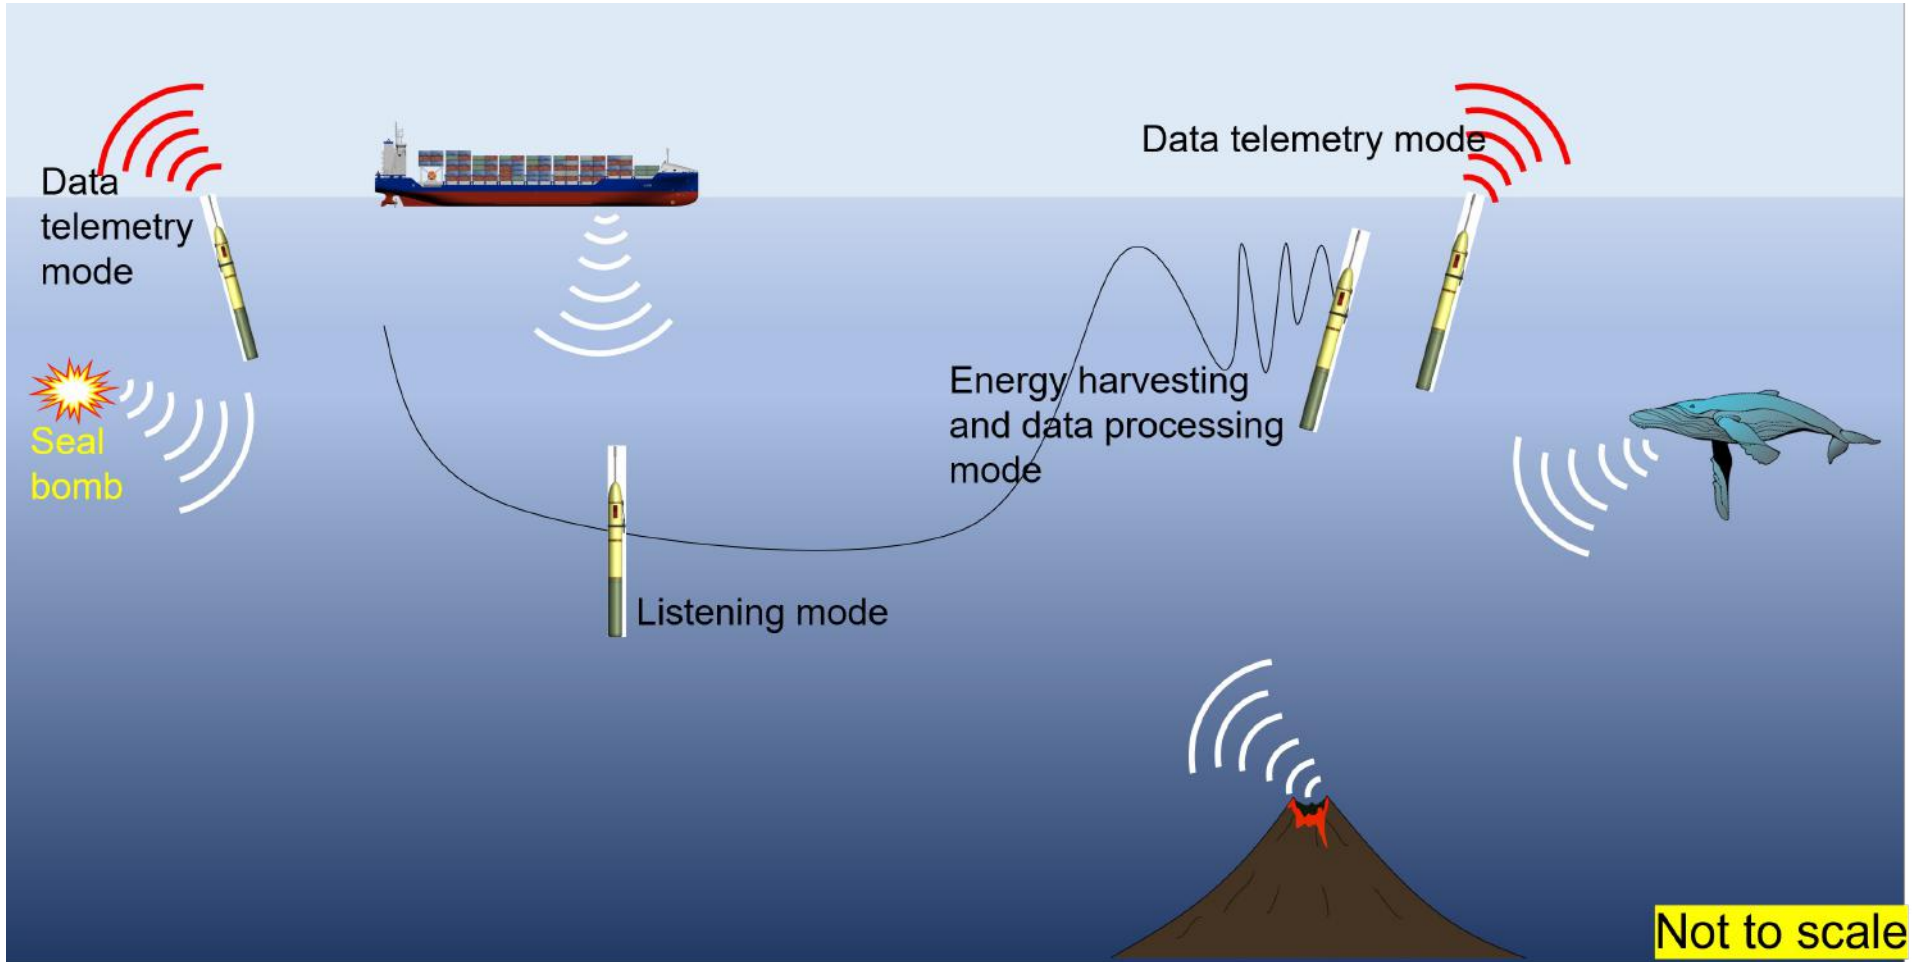 Data
telemetry
mode
Data telemetry mode
Seal
bomb
Energy harvesting
and data processing
mode
Listening mode
Not to scale